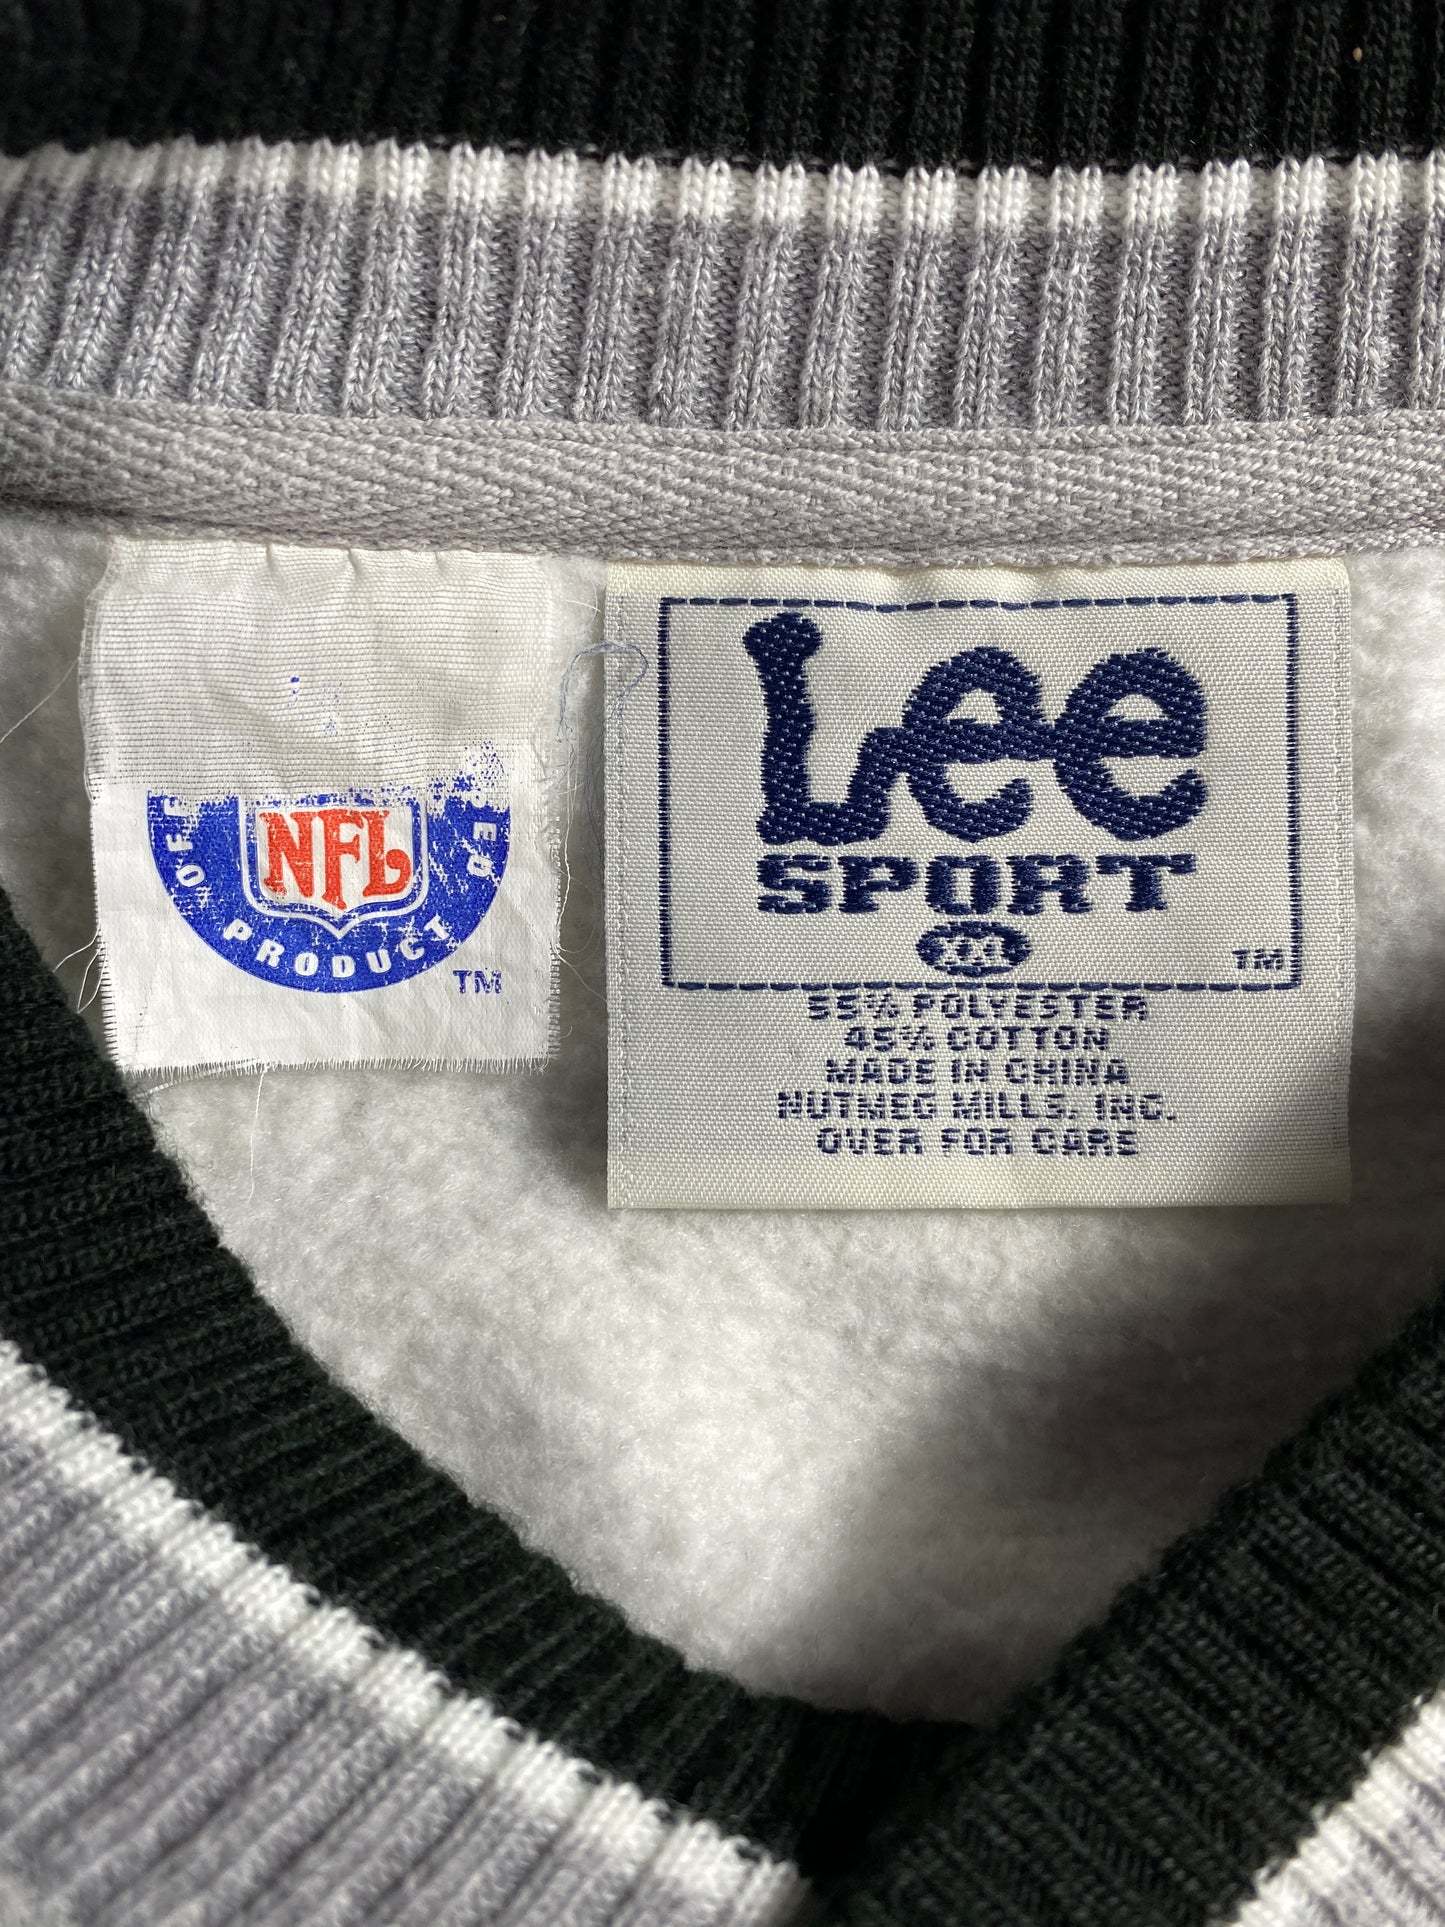 NFL
PRODUCT
TM
Lee
SPORT
XXL
TM
55% POLYESTER
45% COTTON
MADE IN CHINA
NUTMEG MILLS, INC.
OVER FOR CARE